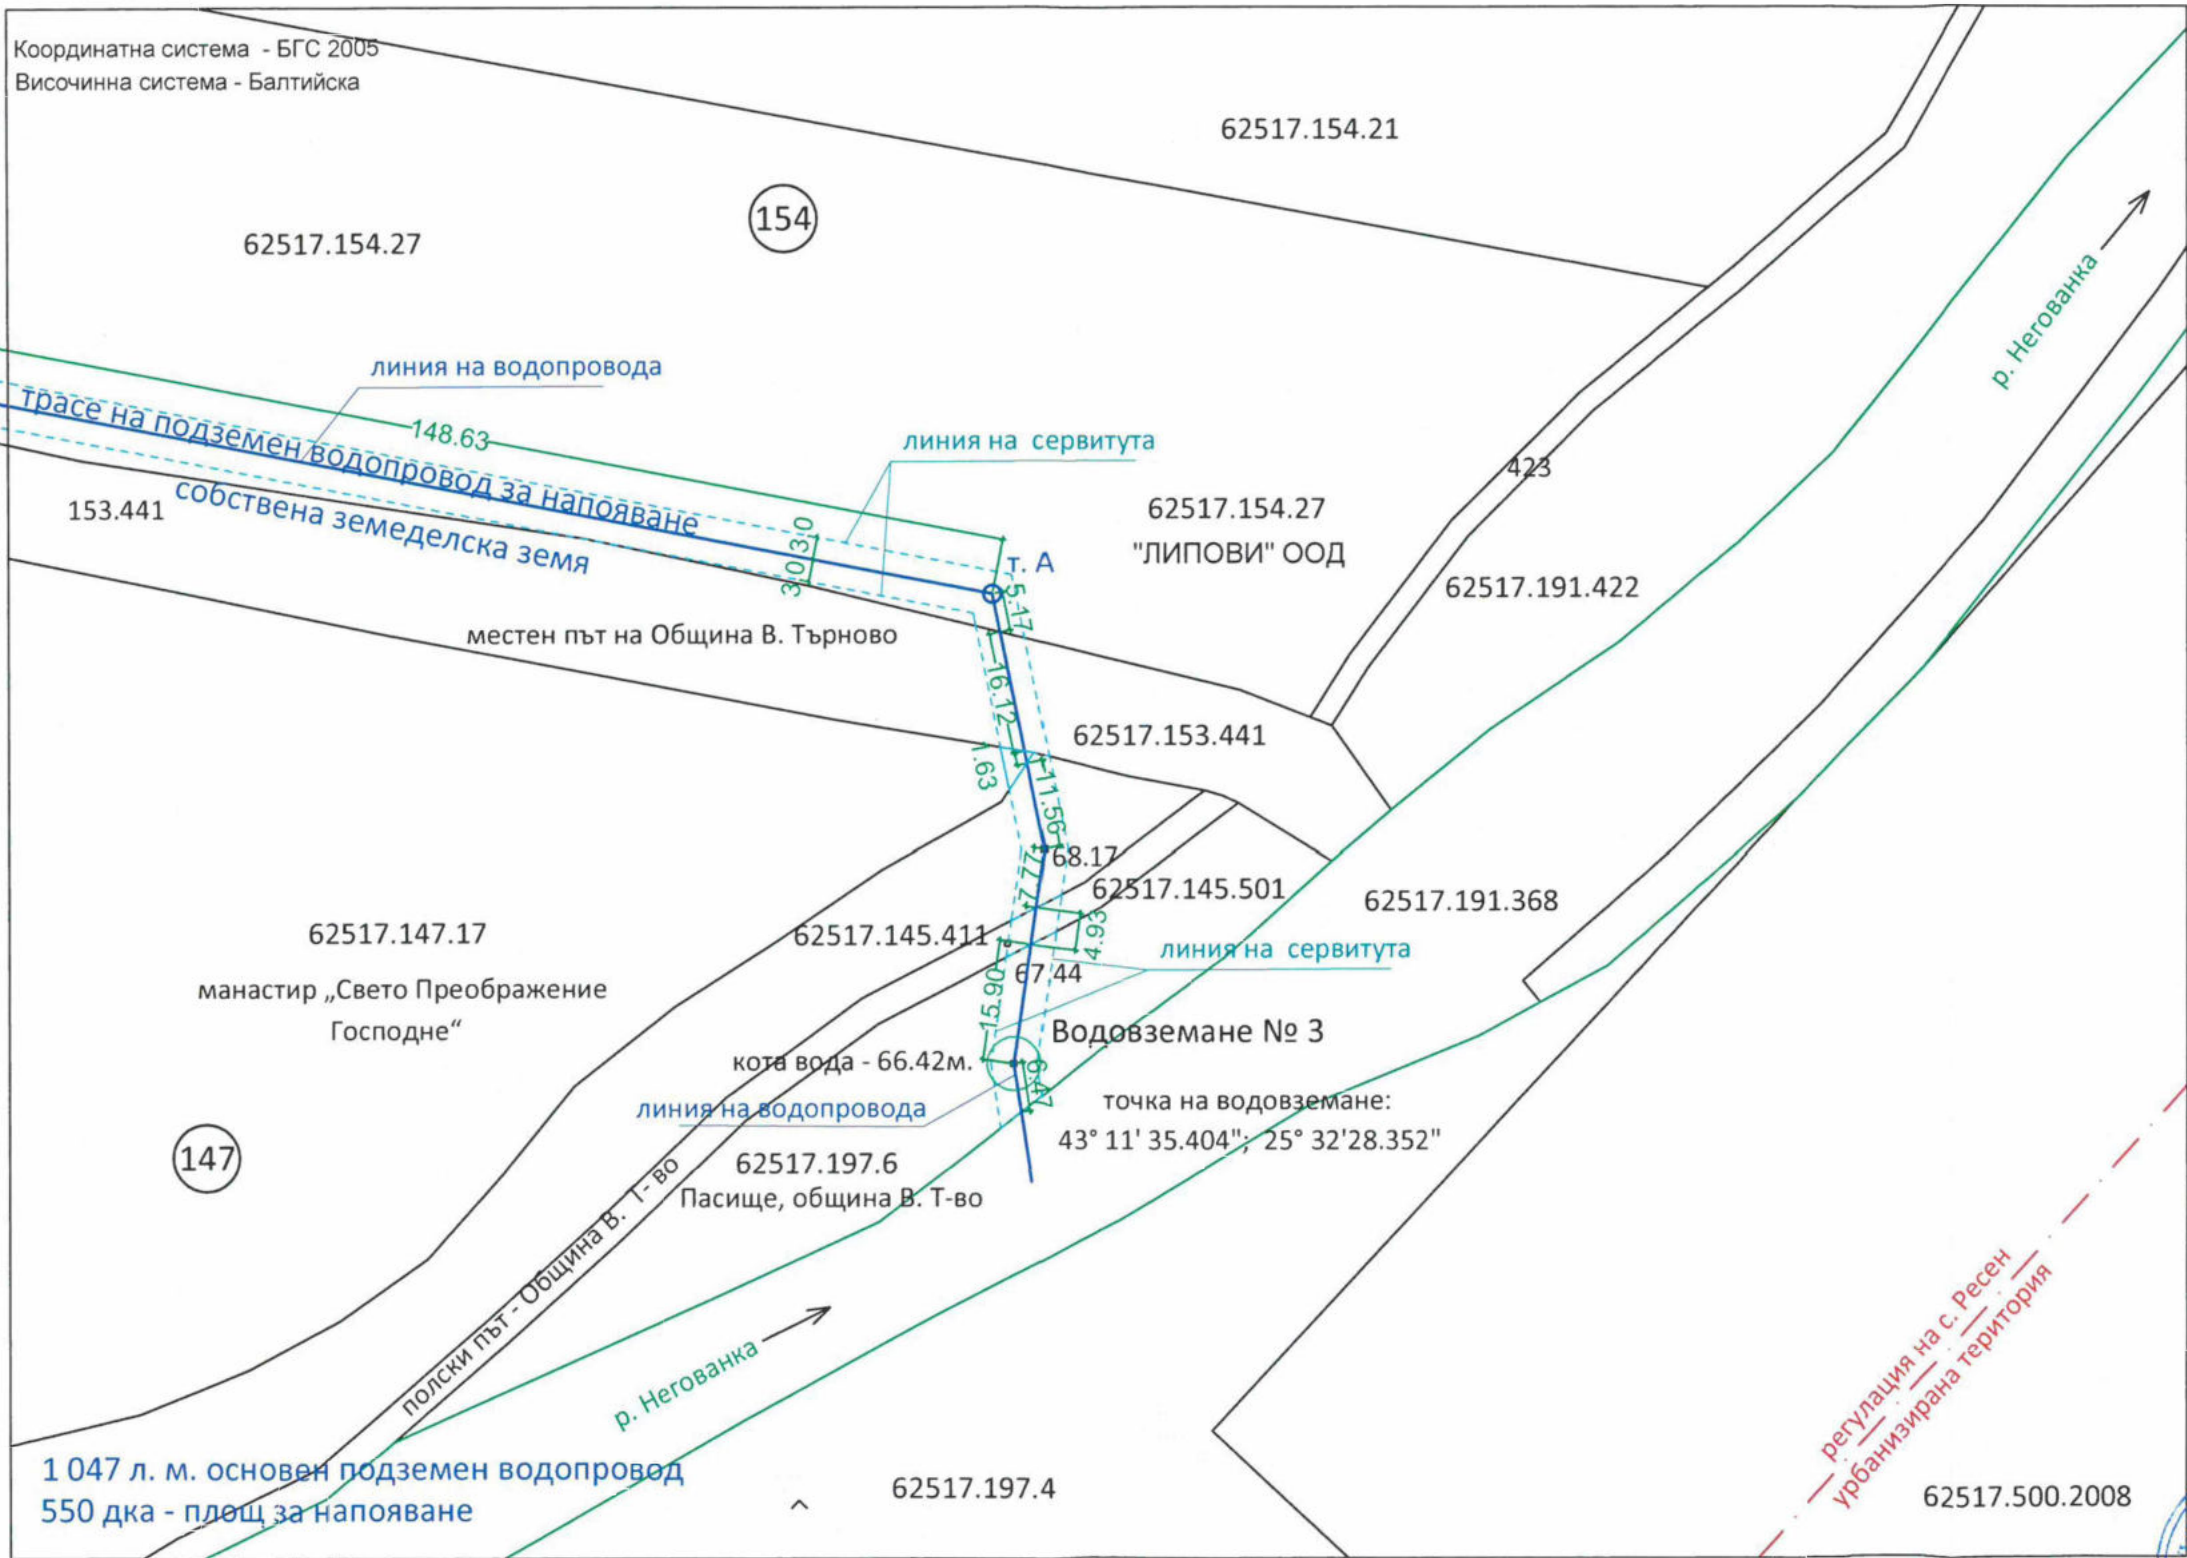 Координатна система - БГС 2005
Височинна система - Балтийска
62517.154.21
154
62517.154.27
р. Негованка
линия на водопровода
трасе на подземен водопровод за напояване
148.63
линия на сервитута
собствена земеделска земя
153.441
3.0
3.0
423
62517.154.27
"ЛИПОВИ" ООД
т. А
5.17
62517.191.422
местен път на Община В. Търново
16.12
62517.153.441
1.63
11.56
68.17
7.77
62517.145.501
62517.191.368
62517.147.17
62517.145.411
4.93
линия на сервитута
67.44
15.90
манастир „Свето Преображение
Господне“
Водовземане № 3
кота вода - 66.42м.
6.47
линия на водопровода
точка на водовземане:
43° 11' 35.404"; 25° 32'28.352"
147
62517.197.6
Пасище, община В. Т-во
полски път - Община В. Т- во
р. Негованка
регулация на с. Ресен
урбанизирана територия
1 047 л. м. основен подземен водопровод
550 дка - площ за напояване
62517.197.4
62517.500.2008